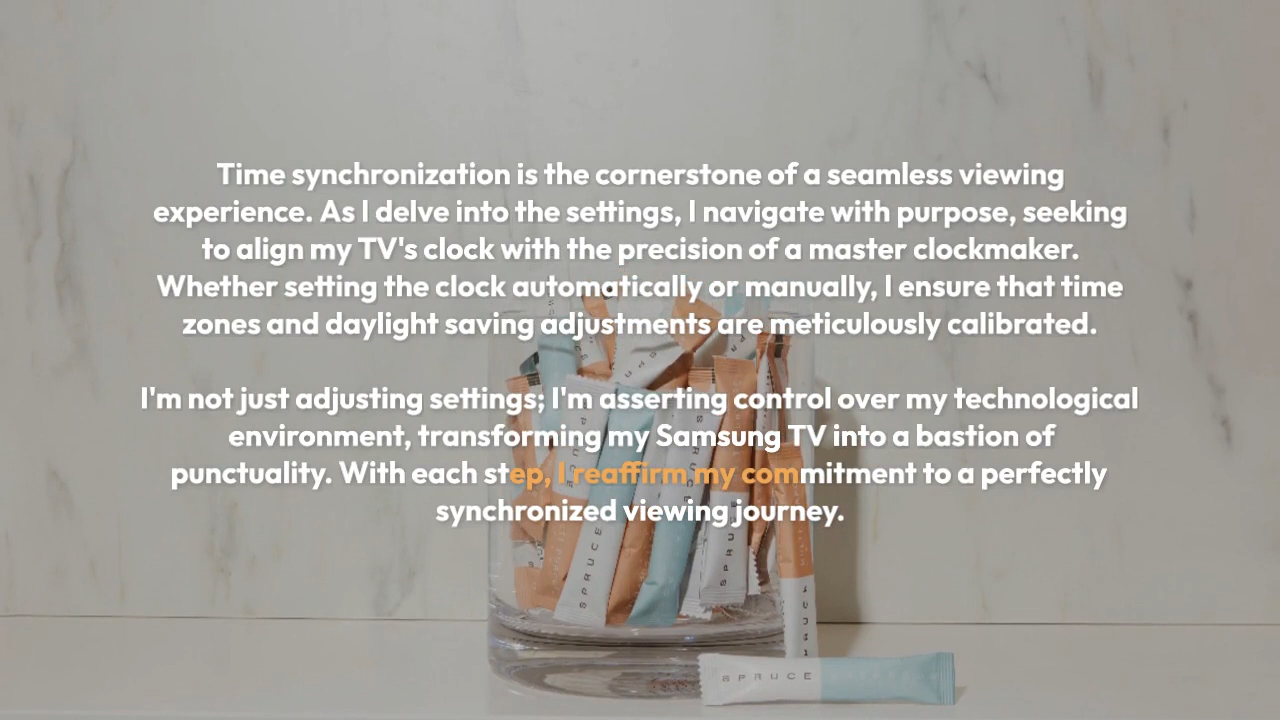 Time synchronization is the cornerstone of a seamless viewing
experience. As I delve into the settings, I navigate with purpose, seeking
to align my TV's clock with the precision of a master clockmaker.
Whether setting the clock automatically or manually, I ensure that time
zones and daylight saving adjustments are meticulously calibrated.
I'm not just adjusting settings; I'm asserting control over my technological
environment, transforming my Samsung TV into a bastion of
punctuality. With each step, I reaffirm my commitment to a perfectly
synchronized viewing journey.
SPRUCE
SPRUCE
SPRUCE